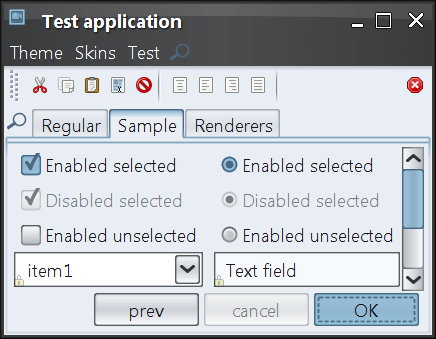 Test application
Theme Skins Test
Regular Sample Renderers
Enabled selected Enabled selected
Disabled selected Disabled selected
Enabled unselected Enabled unselected
item1 Text field
prev cancel OK